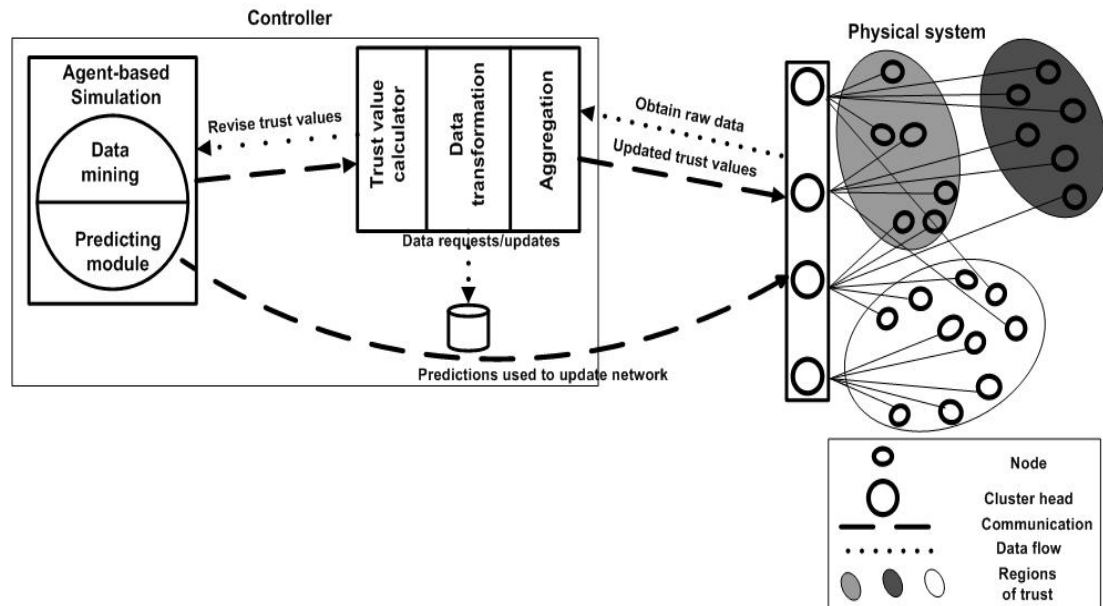 Controller
Physical system
Agent-based
Simulation
Data
mining
Predicting
module
Revise trust values
Trust value
calculator
Data
transformation
Aggregation
Obtain raw data
Updated trust values
Data requests/updates
Predictions used to update network
Node
Cluster head
Communication
Data flow
Regions
of trust